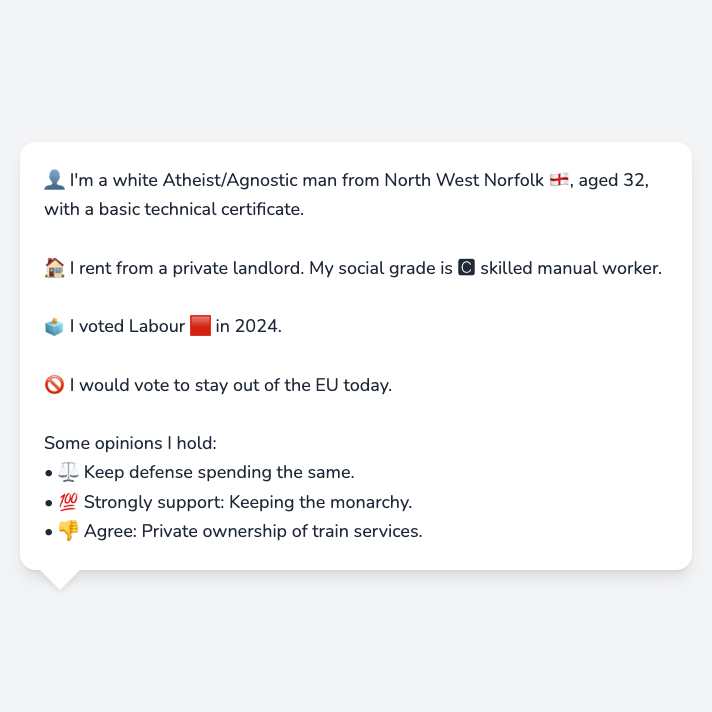 👤 I'm a white Atheist/Agnostic man from North West Norfolk 🏴󠁧󠁢󠁥󠁮󠁧󠁿, aged 32,
with a basic technical certificate.
🏠 I rent from a private landlord. My social grade is 🅲 skilled manual worker.
🗳️ I voted Labour 🟥 in 2024.
🚫 I would vote to stay out of the EU today.
Some opinions I hold:
• ⚖️ Keep defense spending the same.
• 💯 Strongly support: Keeping the monarchy.
• 👎 Agree: Private ownership of train services.